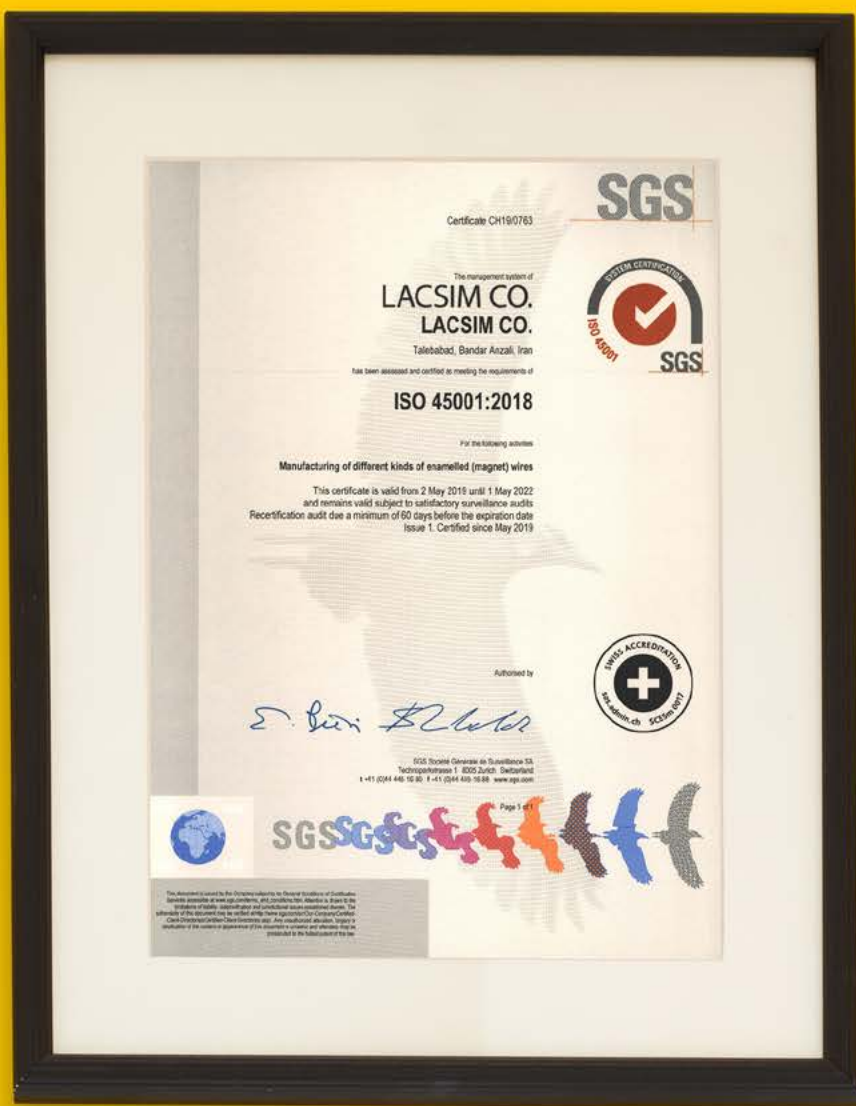 SGS
Certificate CH19/0763
The management system of
LACSIM CO.
LACSIM CO.
Talebabad, Bandar Anzali, Iran
has been assessed and certified as meeting the requirements of
ISO 45001:2018
For the following activities
Manufacturing of different kinds of enamelled (magnet) wires
This certificate is valid from 2 May 2019 until 1 May 2022
and remains valid subject to satisfactory surveillance audits
Recertification audit due a minimum of 60 days before the expiration date
Issue 1. Certified since May 2019
SYSTEM CERTIFICATION
ISO 45001
SGS
Authorised by
SWISS ACCREDITATION
sas.admin.ch SCESm 0017
SGS Société Générale de Surveillance SA
Technoparkstrasse 1 8005 Zurich Switzerland
www.sgs.com
Page 1 of 1
SGSSGSSGS